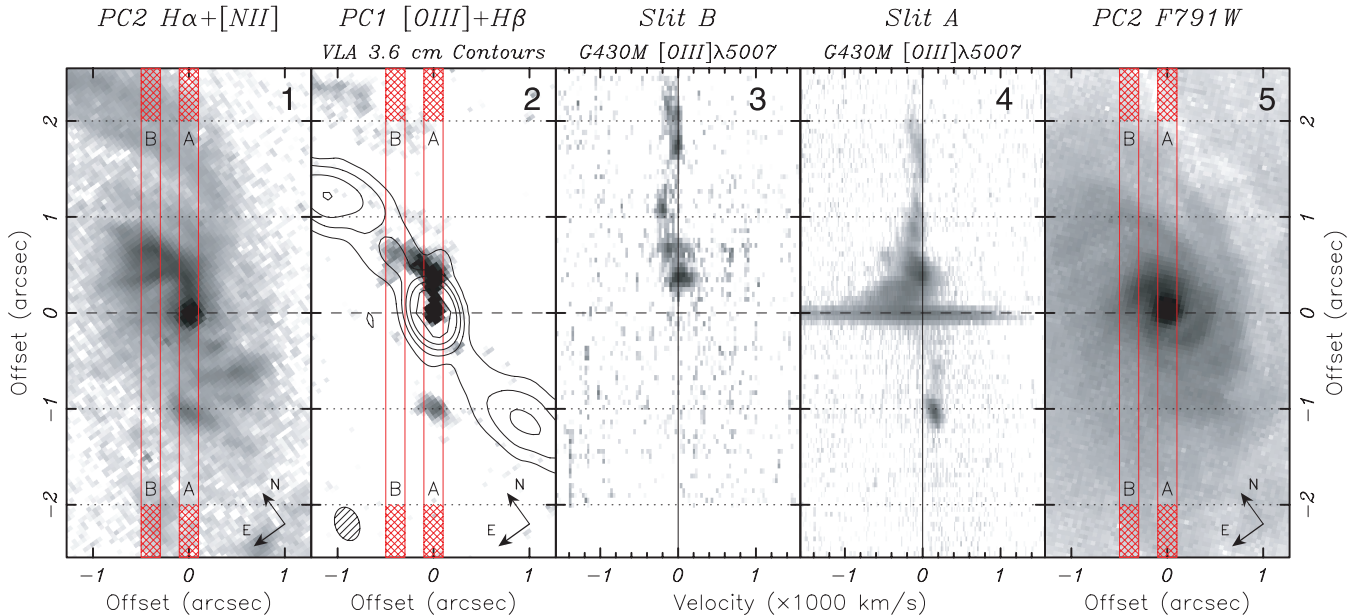 PC2 Hα+[NII]
PC1 [OIII]+Hβ
Slit B
Slit A
PC2 F791W
VLA 3.6 cm Contours
G430M [OIII]λ5007
G430M [OIII]λ5007
1
2
3
4
5
B A
B A
B A
2
1
0
-1
-2
Offset (arcsec)
2
1
0
-1
-2
Offset (arcsec)
B A
B A
B A
N
E
N
E
N
E
-1 0 1
-1 0 1
-1 0 1
-1 0 1
-1 0 1
Offset (arcsec)
Offset (arcsec)
Velocity (×1000 km/s)
Offset (arcsec)